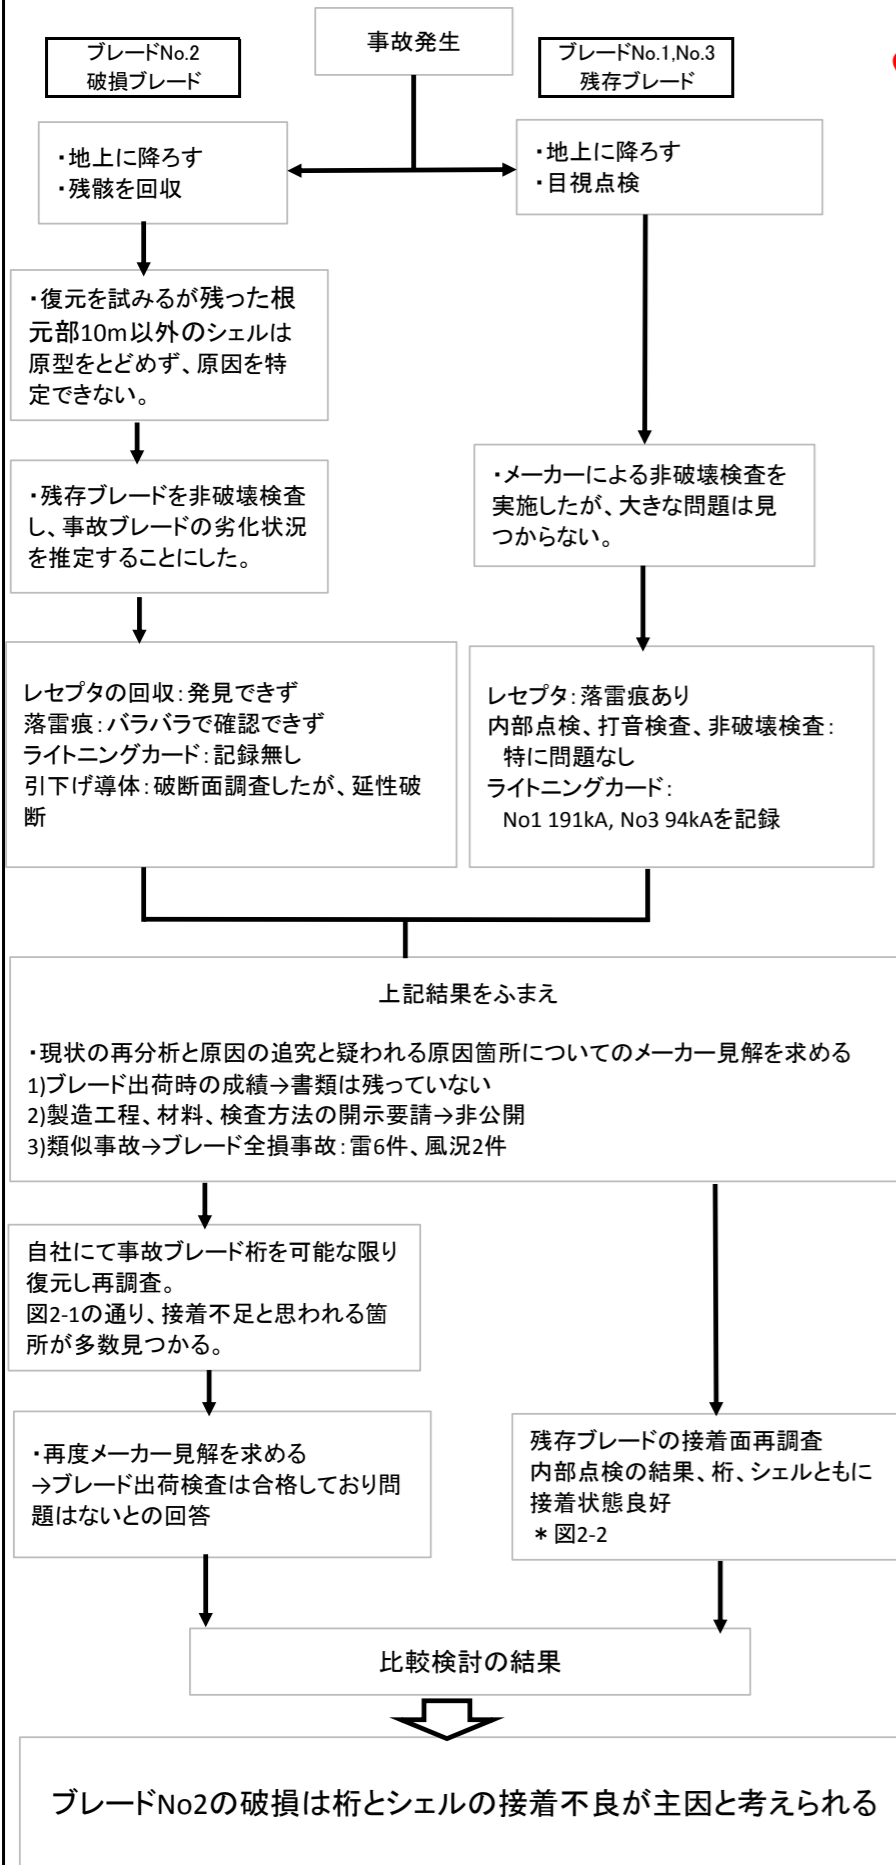 事故発生
ブレードNo.2
破損ブレード
ブレードNo.1,No.3
残存ブレード
・地上に降ろす
・残骸を回収
・地上に降ろす
・目視点検
・復元を試みるが残った根
元部10m以外のシェルは
原型をとどめず、原因を特
定できない。
・残存ブレードを非破壊検査
し、事故ブレードの劣化状況
を推定することにした。
・メーカーによる非破壊検査を
実施したが、大きな問題は見
つからない。
レセプタの回収：発見できず
落雷痕：バラバラで確認できず
ライトニングカード：記録無し
引下げ導体：破断面調査したが、延性破
断
レセプタ：落雷痕あり
内部点検、打音検査、非破壊検査：
特に問題なし
ライトニングカード：
No1 191kA, No3 94kAを記録
上記結果をふまえ
・現状の再分析と原因の追究と疑われる原因箇所についてのメーカー見解を求める
1)ブレード出荷時の成績→書類は残っていない
2)製造工程、材料、検査方法の開示要請→非公開
3)類似事故→ブレード全損事故：雷6件、風況2件
自社にて事故ブレード桁を可能な限り
復元し再調査。
図2-1の通り、接着不足と思われる箇
所が多数見つかる。
・再度メーカー見解を求める
→ブレード出荷検査は合格しており問
題はないとの回答
残存ブレードの接着面再調査
内部点検の結果、桁、シェルともに
接着状態良好
＊図2-2
比較検討の結果
ブレードNo2の破損は桁とシェルの接着不良が主因と考えられる